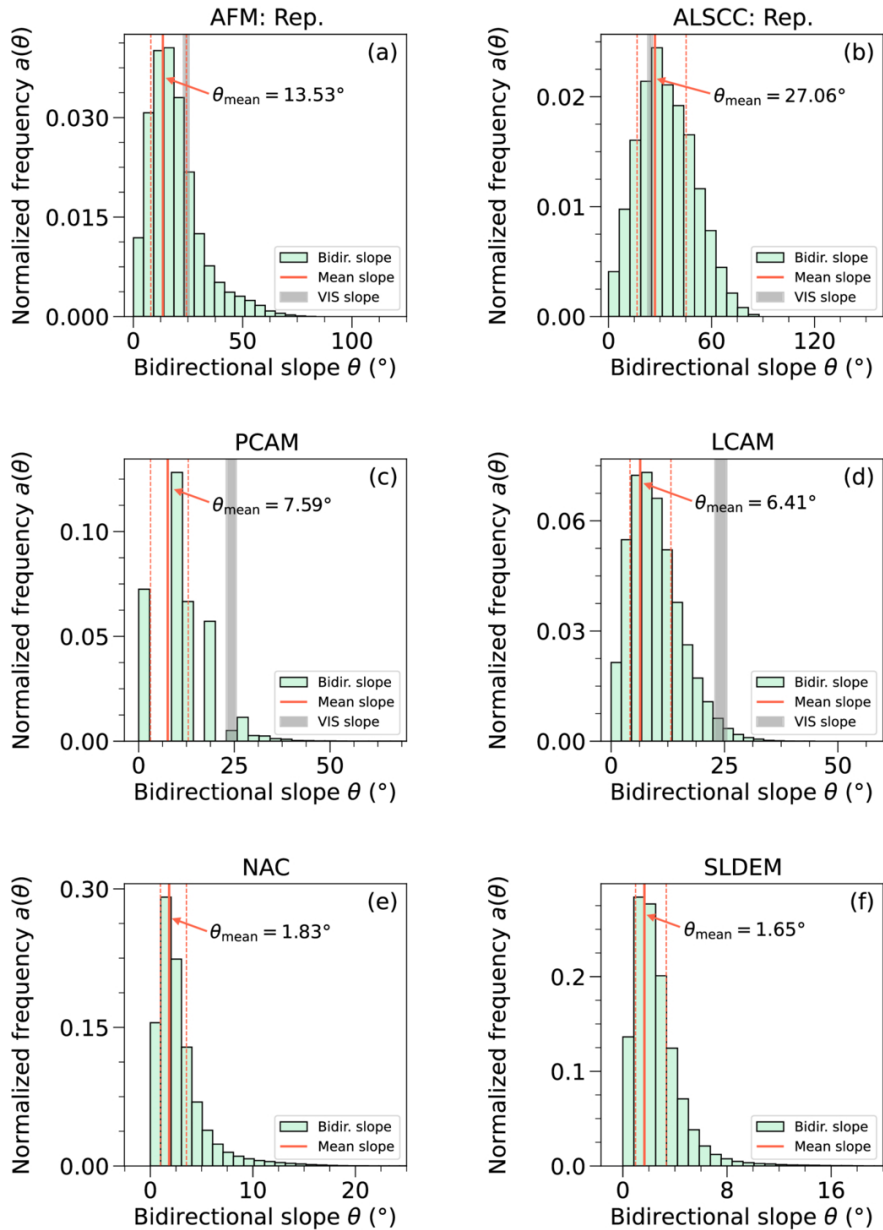 AFM: Rep.
(a)
θmean = 13.53°
Normalized frequency a(θ)
0.030
0.015
0.000
Bidir. slope
Mean slope
VIS slope
0 50 100
Bidirectional slope θ (°)
ALSCC: Rep.
(b)
θmean = 27.06°
Normalized frequency a(θ)
0.02
0.01
0.00
Bidir. slope
Mean slope
VIS slope
0 60 120
Bidirectional slope θ (°)
PCAM
(c)
θmean = 7.59°
Normalized frequency a(θ)
0.10
0.05
0.00
Bidir. slope
Mean slope
VIS slope
0 25 50
Bidirectional slope θ (°)
LCAM
(d)
θmean = 6.41°
Normalized frequency a(θ)
0.06
0.03
0.00
Bidir. slope
Mean slope
VIS slope
0 25 50
Bidirectional slope θ (°)
NAC
(e)
θmean = 1.83°
Normalized frequency a(θ)
0.30
0.15
0.00
Bidir. slope
Mean slope
0 10 20
Bidirectional slope θ (°)
SLDEM
(f)
θmean = 1.65°
Normalized frequency a(θ)
0.2
0.1
0.0
Bidir. slope
Mean slope
0 8 16
Bidirectional slope θ (°)